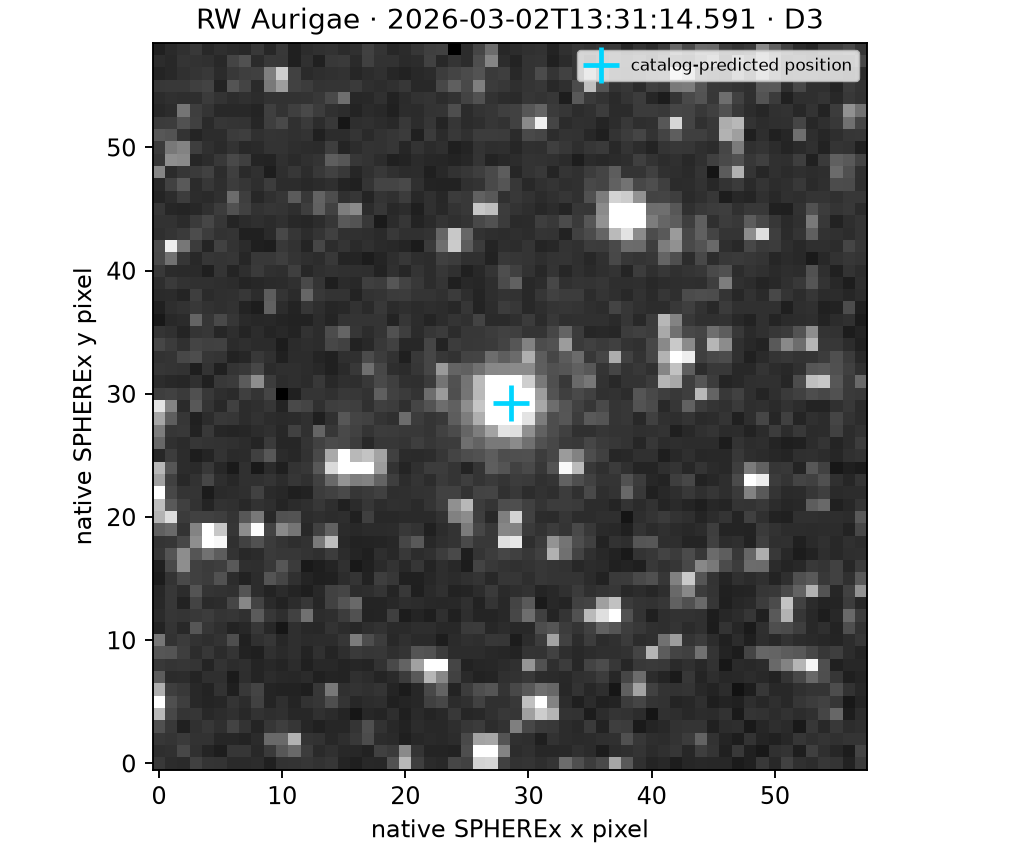 RW Aurigae · 2026-03-02T13:31:14.591 · D3
catalog-predicted position
50
40
30
20
10
0
native SPHEREx y pixel
0 10 20 30 40 50
native SPHEREx x pixel